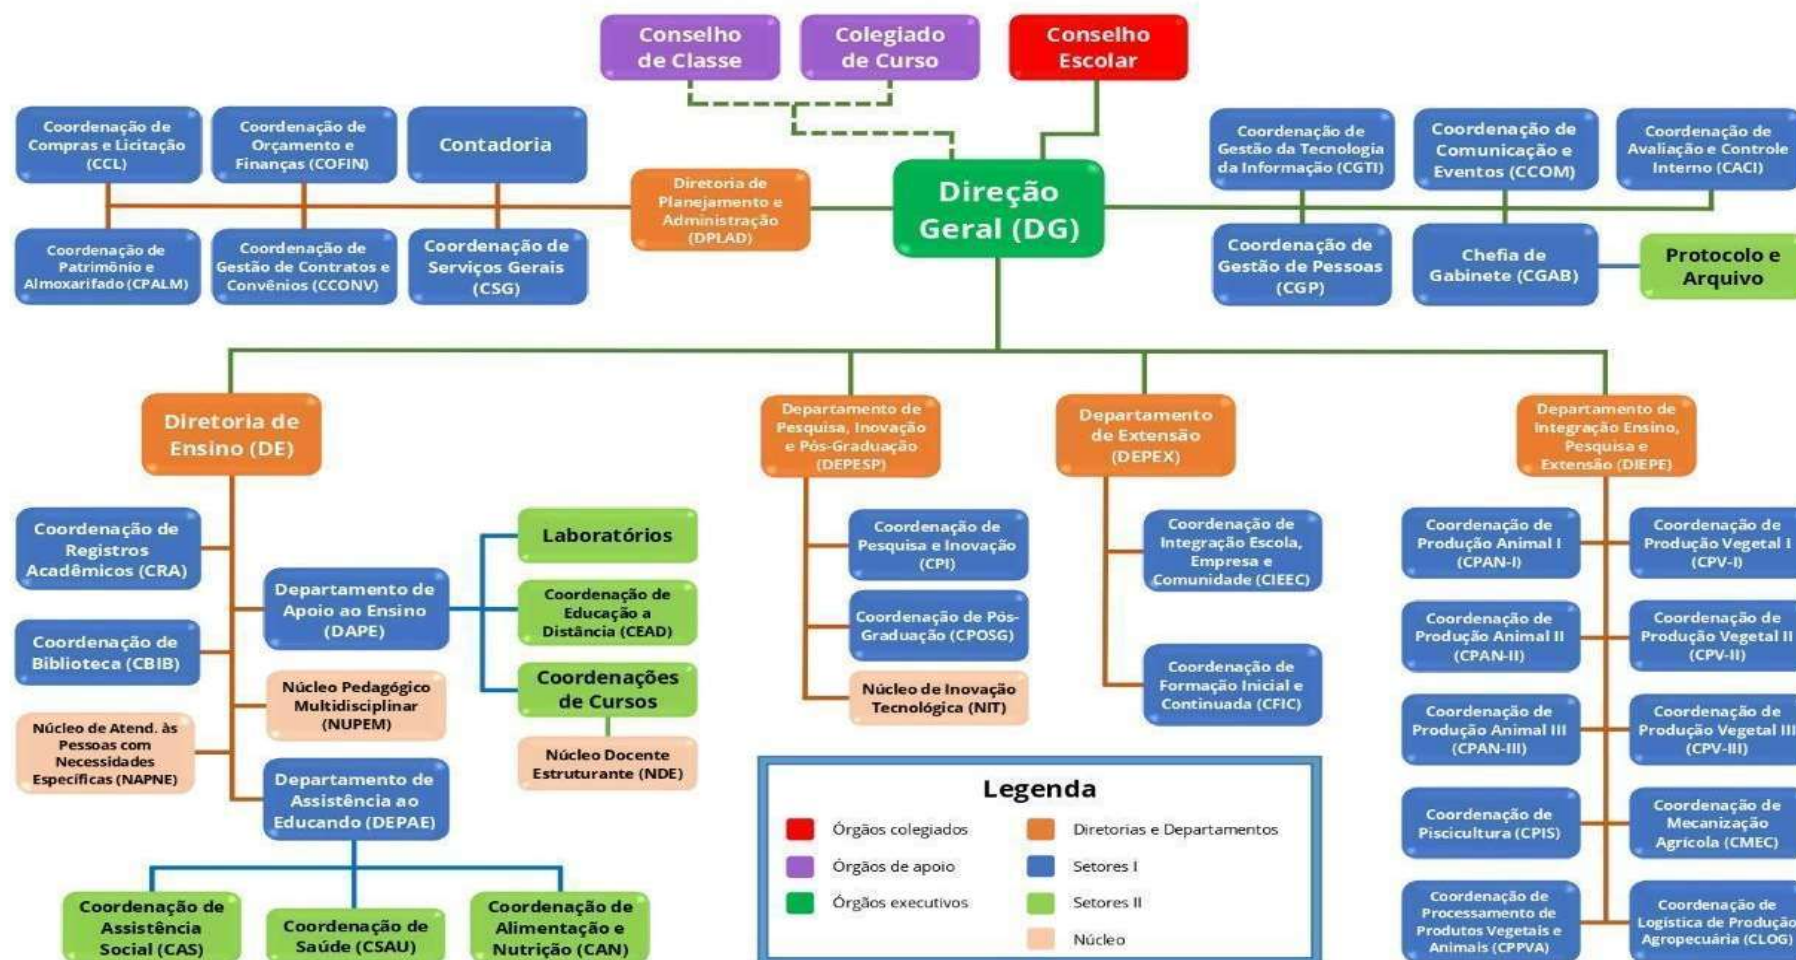 Conselho
de Classe
Colegiado
de Curso
Conselho
Escolar
Coordenação de
Compras e Licitação
(CCL)
Coordenação de
Orçamento e
Finanças (COFIN)
Contadoria
Diretoria de
Planejamento e
Administração
(DPLAD)
Coordenação de
Patrimônio e
Almoxarifado (CPALM)
Coordenação de
Gestão de Contratos e
Convênios (CCONV)
Coordenação de
Serviços Gerais
(CSG)
Direção
Geral (DG)
Coordenação de
Gestão da Tecnologia
da Informação (CGTI)
Coordenação de
Comunicação e
Eventos (CCOM)
Coordenação de
Avaliação e Controle
Interno (CACI)
Coordenação de
Gestão de Pessoas
(CGP)
Chefia de
Gabinete (CGAB)
Protocolo e
Arquivo
Diretoria de
Ensino (DE)
Departamento de
Pesquisa, Inovação
e Pós-Graduação
(DEPESP)
Departamento
de Extensão
(DEPEX)
Departamento de
Integração Ensino,
Pesquisa e
Extensão (DIEPE)
Coordenação de
Registros
Acadêmicos (CRA)
Departamento de
Apoio ao Ensino
(DAPE)
Coordenação de
Biblioteca (CBIB)
Núcleo Pedagógico
Multidisciplinar
(NUPEM)
Núcleo de Atend. às
Pessoas com
Necessidades
Específicas (NAPNE)
Departamento de
Assistência ao
Educando (DEPAE)
Laboratórios
Coordenação de
Educação a
Distância (CEAD)
Coordenações
de Cursos
Núcleo Docente
Estruturante (NDE)
Coordenação de
Assistência
Social (CAS)
Coordenação de
Saúde (CSAU)
Coordenação de
Alimentação e
Nutrição (CAN)
Coordenação de
Pesquisa e Inovação
(CPI)
Coordenação de Pós-
Graduação (CPOSG)
Núcleo de Inovação
Tecnológica (NIT)
Coordenação de
Integração Escola,
Empresa e
Comunidade (CIEEC)
Coordenação de
Formação Inicial e
Continuada (CFIC)
Coordenação de
Produção Animal I
(CPAN-I)
Coordenação de
Produção Vegetal I
(CPV-I)
Coordenação de
Produção Animal II
(CPAN-II)
Coordenação de
Produção Vegetal II
(CPV-II)
Coordenação de
Produção Animal III
(CPAN-III)
Coordenação de
Produção Vegetal III
(CPV-III)
Coordenação de
Piscicultura (CPIS)
Coordenação de
Mecanização
Agrícola (CMEC)
Coordenação de
Processamento de
Produtos Vegetais e
Animais (CPPVA)
Coordenação de
Logística de Produção
Agropecuária (CLOG)
Legenda
Órgãos colegiados
Órgãos de apoio
Órgãos executivos
Diretorias e Departamentos
Setores I
Setores II
Núcleo